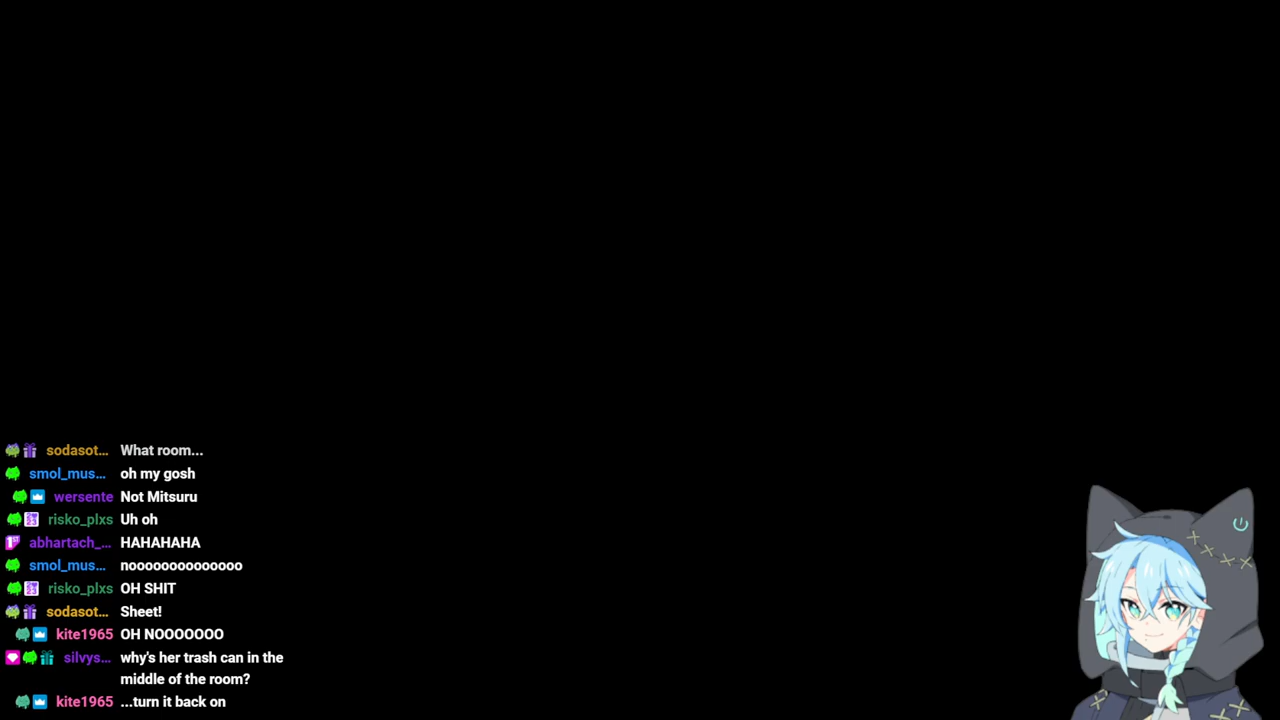 sodasot... What room...
smol_mus... oh my gosh
wersente Not Mitsuru
risko_plxs Uh oh
abhartach_... HAHAHAHA
smol_mus... noooooooooooooo
risko_plxs OH SHIT
sodasot... Sheet!
kite1965 OH NOOOOOOO
silvys... why's her trash can in the
middle of the room?
kite1965 ...turn it back on